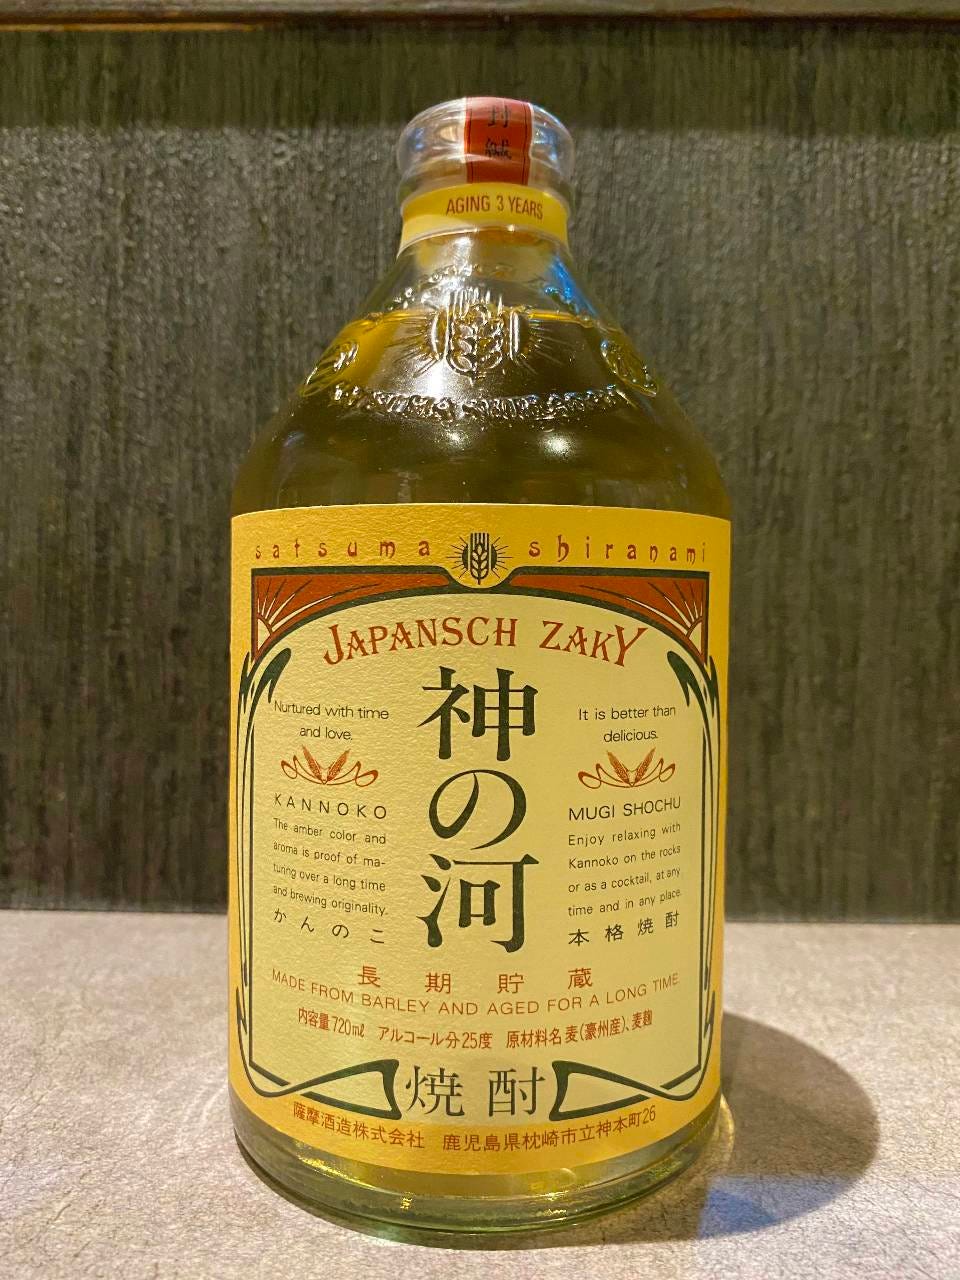 封
緘
AGING 3 YEARS
SATSUMA SHIRANAMI
satsuma shiranami
JAPANSCH ZAKY
神の河
Nurtured with time
and love.
KANNOKO
The amber color and
aroma is proof of ma-
turing over a long time
and brewing originality.
かんのこ
It is better than
delicious.
MUGI SHOCHU
Enjoy relaxing with
Kannoko on the rocks
or as a cocktail, at any
time and in any place.
本格焼酎
長期貯蔵
MADE FROM BARLEY AND AGED FOR A LONG TIME
内容量720ml アルコール分25度 原材料名 麦(豪州産)、麦麹
焼酎
薩摩酒造株式会社 鹿児島県枕崎市立神本町26